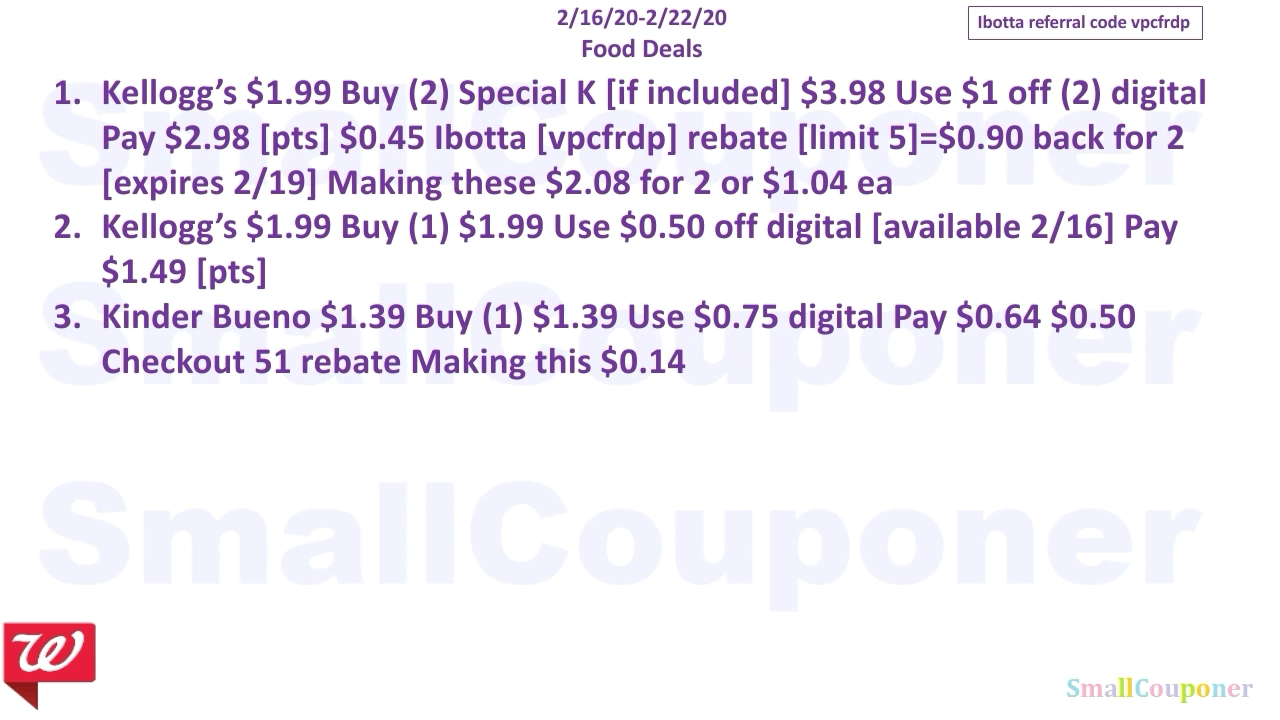 2/16/20-2/22/20
Food Deals
Ibotta referral code vpcfrdp
1. Kellogg’s $1.99 Buy (2) Special K [if included] $3.98 Use $1 off (2) digital
Pay $2.98 [pts] $0.45 Ibotta [vpcfrdp] rebate [limit 5]=$0.90 back for 2
[expires 2/19] Making these $2.08 for 2 or $1.04 ea
2. Kellogg’s $1.99 Buy (1) $1.99 Use $0.50 off digital [available 2/16] Pay
$1.49 [pts]
3. Kinder Bueno $1.39 Buy (1) $1.39 Use $0.75 digital Pay $0.64 $0.50
Checkout 51 rebate Making this $0.14
SmallCouponer
SmallCouponer
SmallCouponer
W
SmallCouponer